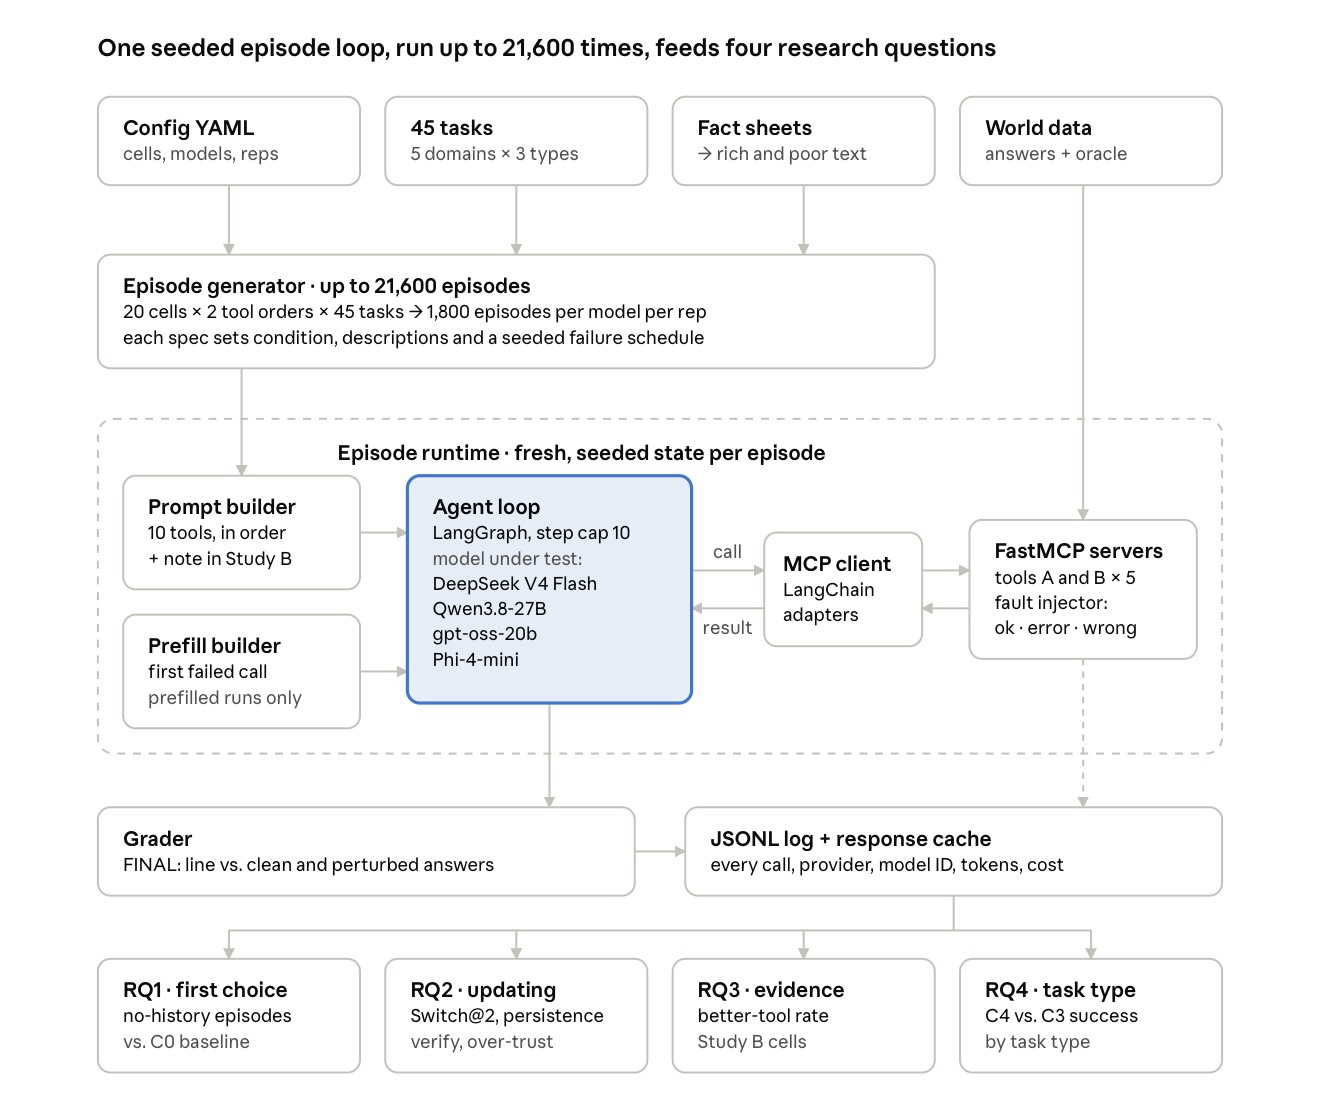 One seeded episode loop, run up to 21,600 times, feeds four research questions
Config YAML
cells, models, reps
45 tasks
5 domains × 3 types
Fact sheets
→ rich and poor text
World data
answers + oracle
Episode generator · up to 21,600 episodes
20 cells × 2 tool orders × 45 tasks → 1,800 episodes per model per rep
each spec sets condition, descriptions and a seeded failure schedule
Episode runtime · fresh, seeded state per episode
Prompt builder
10 tools, in order
+ note in Study B
Prefill builder
first failed call
prefilled runs only
Agent loop
LangGraph, step cap 10
model under test:
DeepSeek V4 Flash
Qwen3.8-27B
gpt-oss-20b
Phi-4-mini
call
result
MCP client
LangChain
adapters
FastMCP servers
tools A and B × 5
fault injector:
ok · error · wrong
Grader
FINAL: line vs. clean and perturbed answers
JSONL log + response cache
every call, provider, model ID, tokens, cost
RQ1 · first choice
no-history episodes
vs. C0 baseline
RQ2 · updating
Switch@2, persistence
verify, over-trust
RQ3 · evidence
better-tool rate
Study B cells
RQ4 · task type
C4 vs. C3 success
by task type